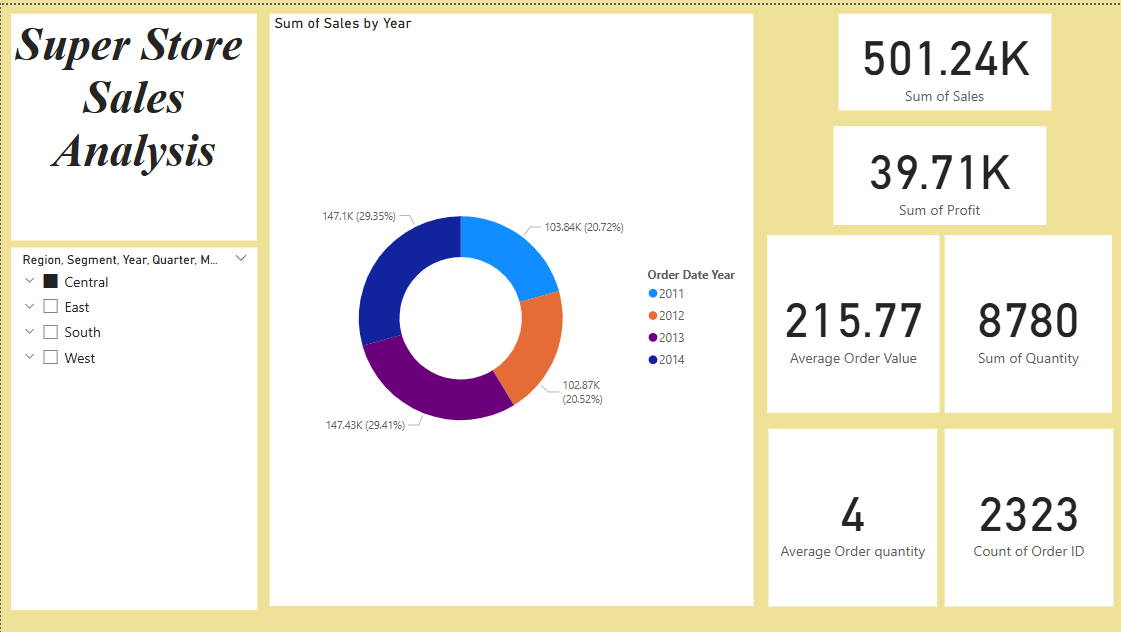 Super Store
Sales
Analysis
Region, Segment, Year, Quarter, M...
Central
East
South
West
Sum of Sales by Year
147.1K (29.35%)
103.84K (20.72%)
102.87K
(20.52%)
147.43K (29.41%)
Order Date Year
2011
2012
2013
2014
501.24K
Sum of Sales
39.71K
Sum of Profit
215.77
Average Order Value
8780
Sum of Quantity
4
Average Order quantity
2323
Count of Order ID